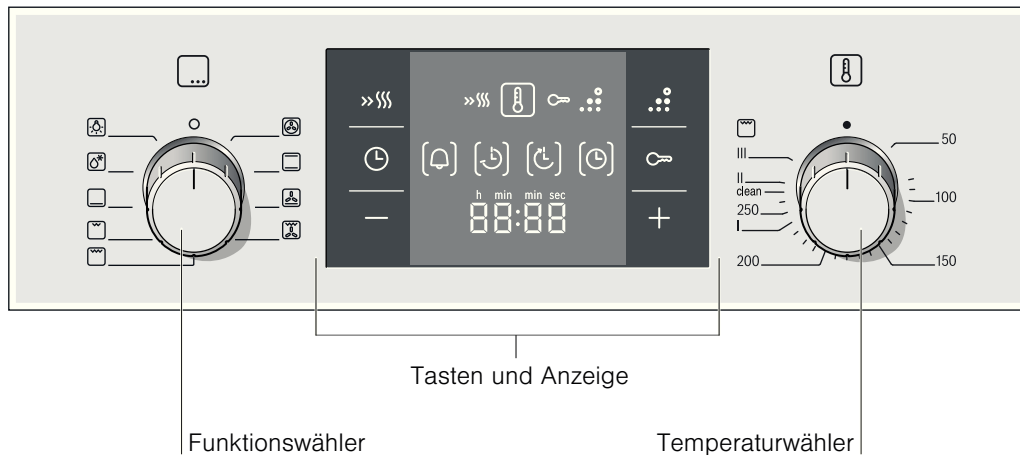 h min min sec
88:88
50
100
150
200
I
250
clean
II
III
Tasten und Anzeige
Funktionswähler
Temperaturwähler